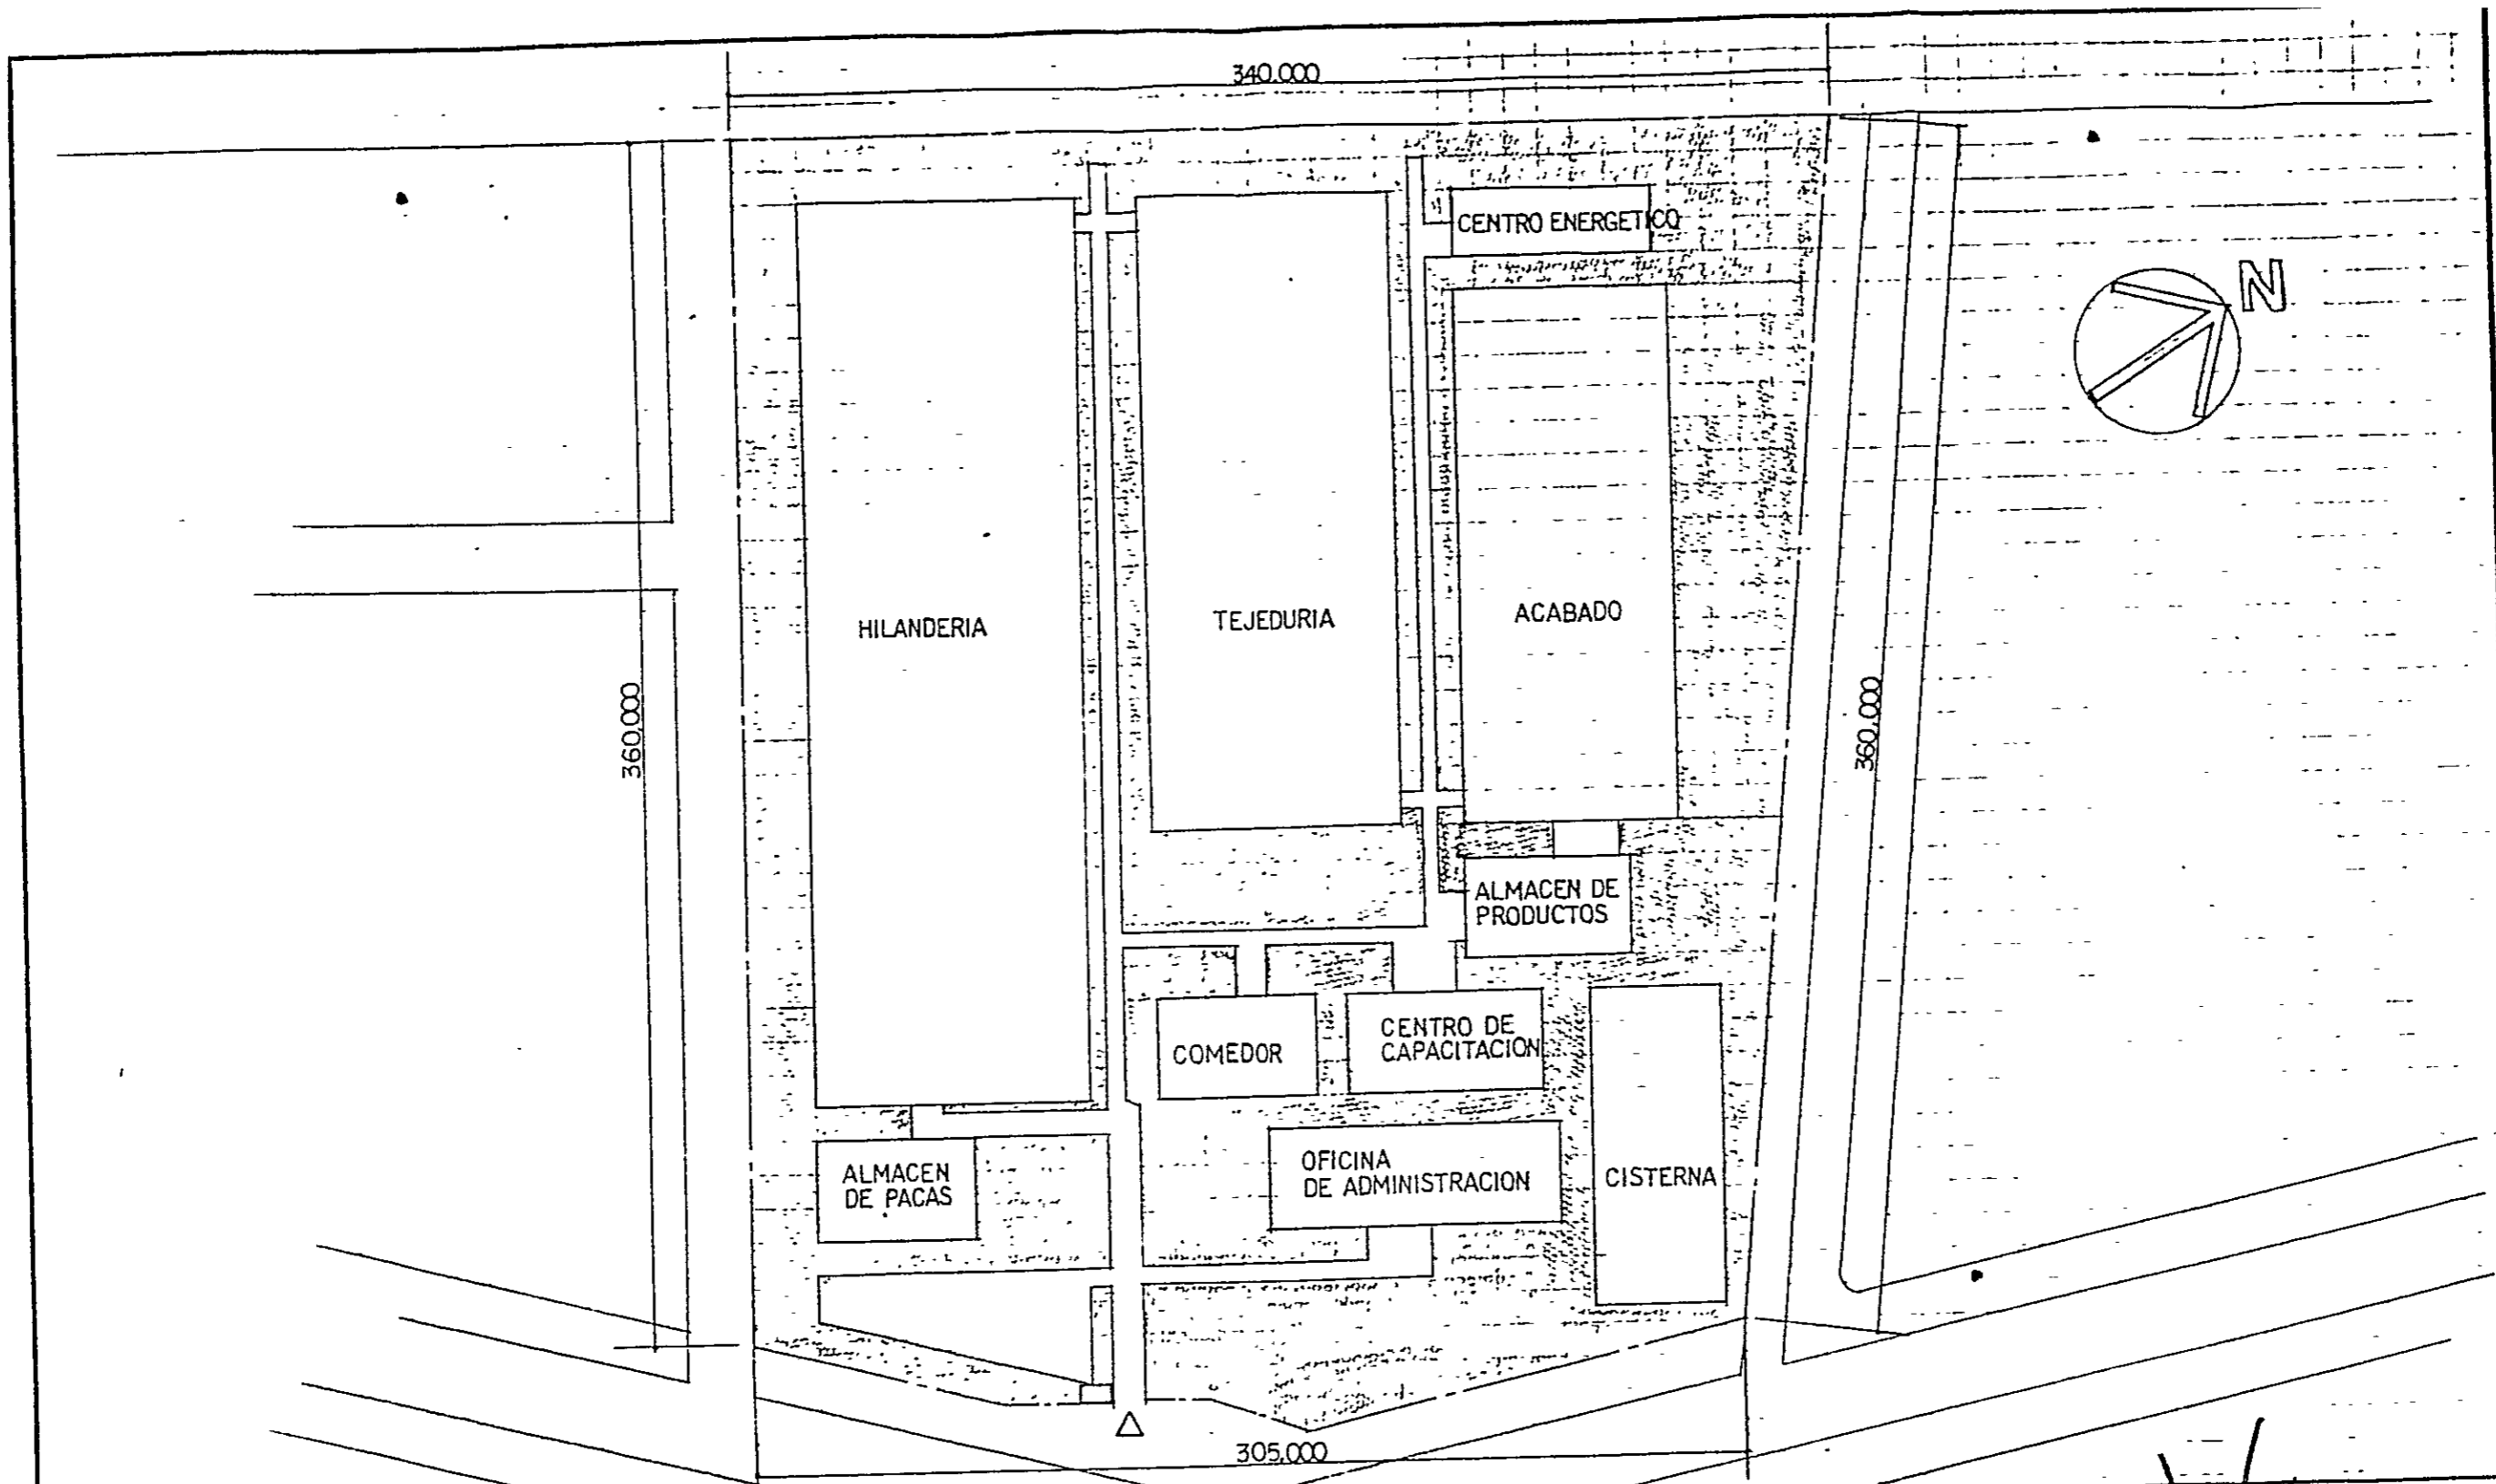 340.000
CENTRO ENERGETICO
N
HILANDERIA
TEJEDURIA
ACABADO
360.000
360.000
ALMACEN DE
PRODUCTOS
COMEDOR
CENTRO DE
CAPACITACION
ALMACEN
DE PACAS
OFICINA
DE ADMINISTRACION
CISTERNA
305.000